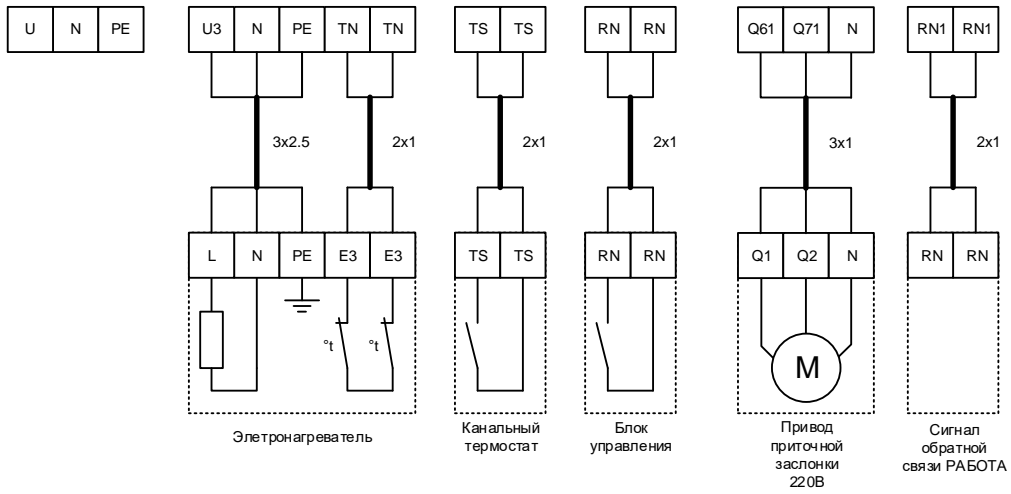 U N PE U3 N PE TN TN TS TS RN RN Q61 Q71 N RN1 RN1
3x2.5 2x1 2x1 2x1 3x1 2x1
L N PE E3 E3 TS TS RN RN Q1 Q2 N RN RN
°t °t
M
Элетронагреватель
Канальный
термостат
Блок
управления
Привод
приточной
заслонки
220В
Сигнал
обратной
связи РАБОТА